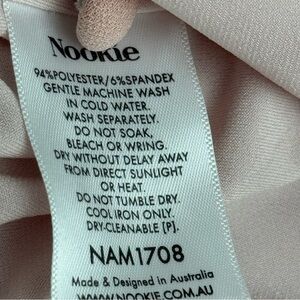 Nookie
94%POLYESTER/6%SPANDEX
GENTLE MACHINE WASH
IN COLD WATER.
WASH SEPARATELY.
DO NOT SOAK,
BLEACH OR WRING.
DRY WITHOUT DELAY AWAY
FROM DIRECT SUNLIGHT
OR HEAT.
DO NOT TUMBLE DRY.
COOL IRON ONLY.
DRY-CLEANABLE [P].
NAM1708
Made & Designed in Australia
WWW.NOOKIE.COM.AU